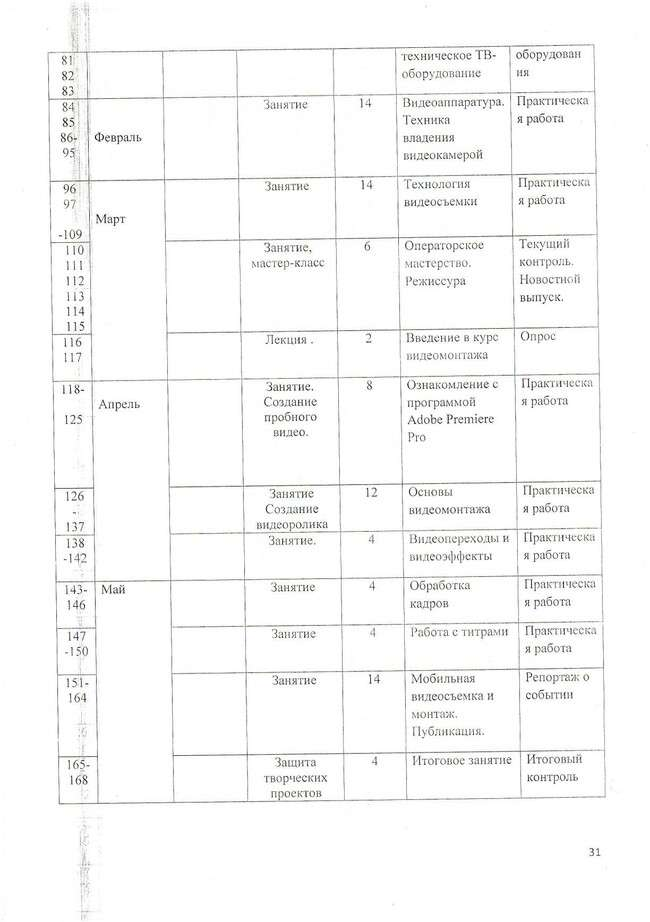 81 техническое ТВ- оборудован
82 оборудование ия
83
84 Занятие 14 Видеоаппаратура. Практическа
85 Техника я работа
86- Февраль владения
95 видеокамерой
96 Занятие 14 Технология Практическа
97 видеосъемки я работа
Март
-109
110 Занятие, 6 Операторское Текущий
111 мастер-класс мастерство. контроль.
112 Режиссура Новостной
113 выпуск.
114
115
116 Лекция . 2 Введение в курс Опрос
117 видеомонтажа
118- Занятие. 8 Ознакомление с Практическа
Апрель Создание программой я работа
125 пробного Adobe Premiere
видео. Pro
126 Занятие 12 Основы Практическа
- Создание видеомонтажа я работа
137 видеоролика
138 Занятие. 4 Видеопереходы и Практическа
-142 видеоэффекты я работа
143- Май Занятие 4 Обработка Практическа
146 кадров я работа
147 Занятие 4 Работа с титрами Практическа
-150 я работа
151- Занятие 14 Мобильная Репортаж о
164 видеосъемка и событии
монтаж.
Публикация.
165- Защита 4 Итоговое занятие Итоговый
168 творческих контроль
проектов
31